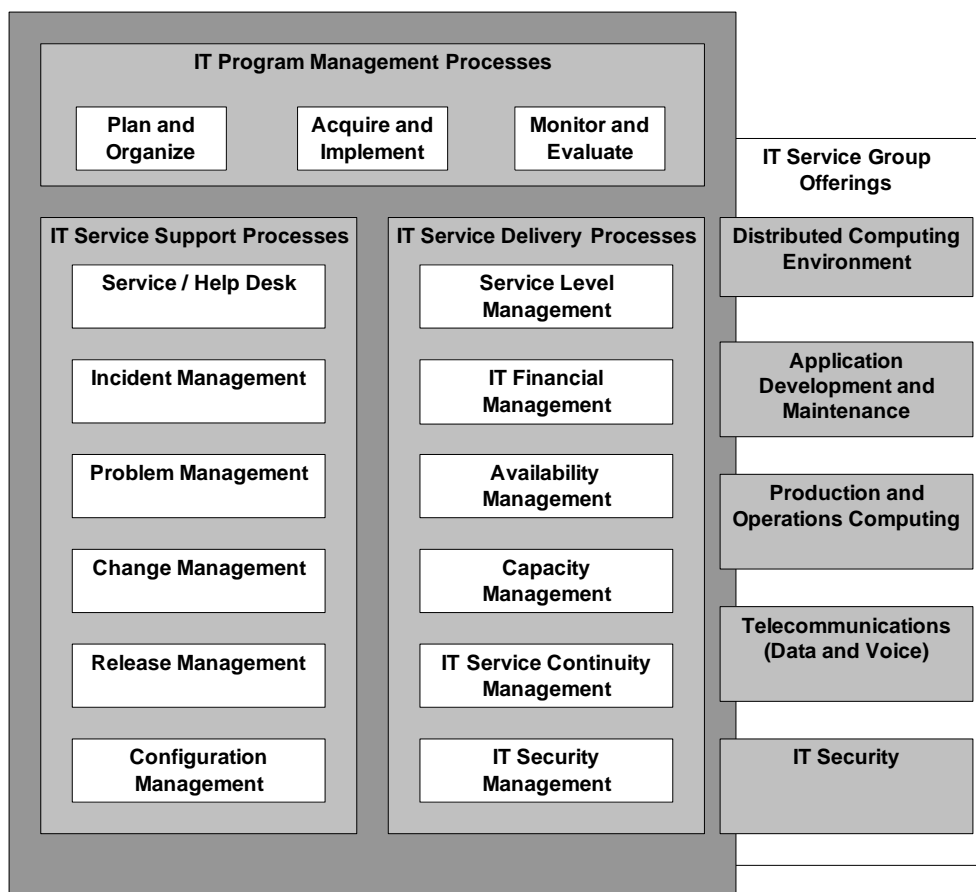 IT Program Management Processes
Plan and
Organize
Acquire and
Implement
Monitor and
Evaluate
IT Service Support Processes
Service / Help Desk
Incident Management
Problem Management
Change Management
Release Management
Configuration
Management
IT Service Delivery Processes
Service Level
Management
IT Financial
Management
Availability
Management
Capacity
Management
IT Service Continuity
Management
IT Security
Management
IT Service Group
Offerings
Distributed Computing
Environment
Application
Development and
Maintenance
Production and
Operations Computing
Telecommunications
(Data and Voice)
IT Security